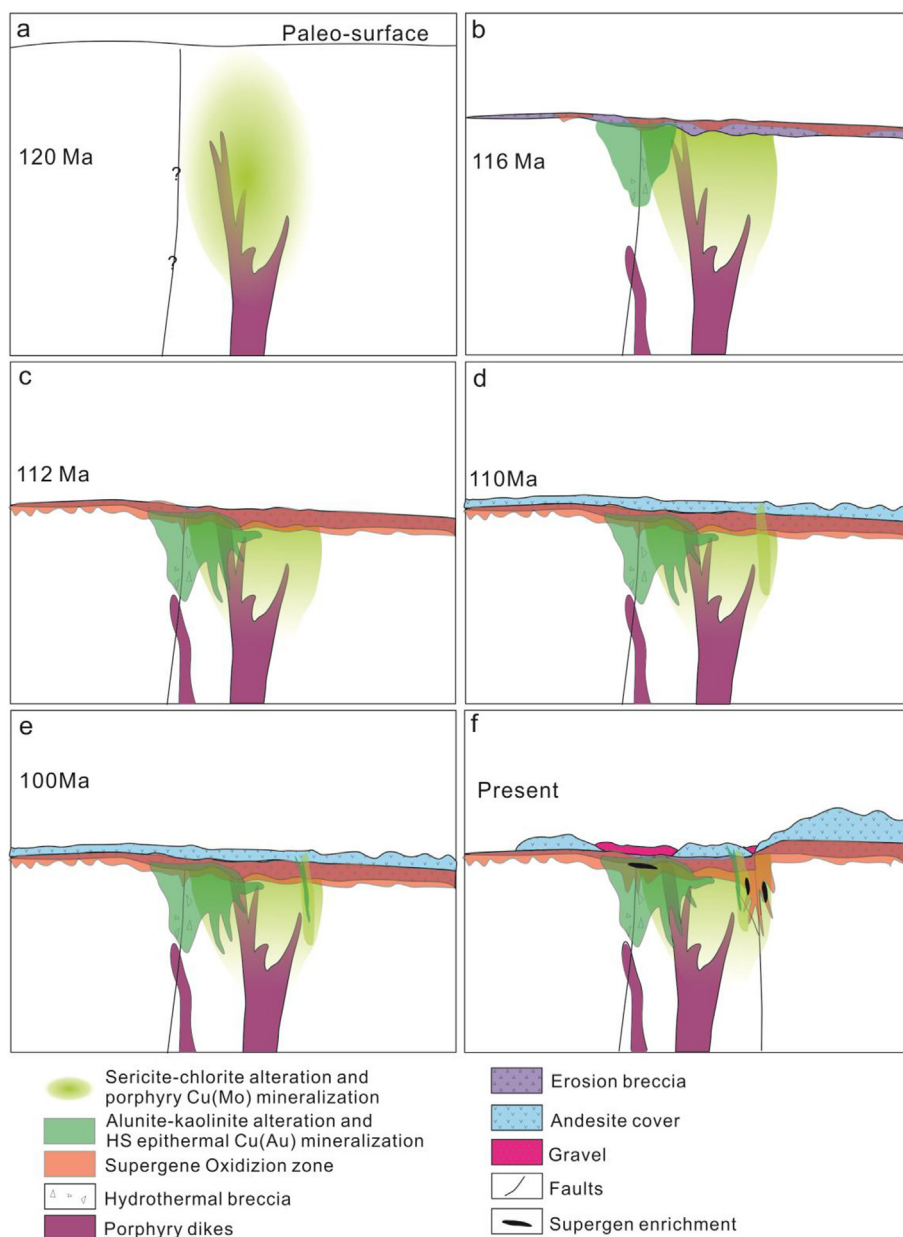 a
Paleo-surface
120 Ma
?
?
b
116 Ma
c
112 Ma
d
110Ma
e
100Ma
f
Present
Sericite-chlorite alteration and
porphyry Cu(Mo) mineralization
Alunite-kaolinite alteration and
HS epithermal Cu(Au) mineralization
Supergene Oxidizion zone
Hydrothermal breccia
Porphyry dikes
Erosion breccia
Andesite cover
Gravel
Faults
Supergen enrichment